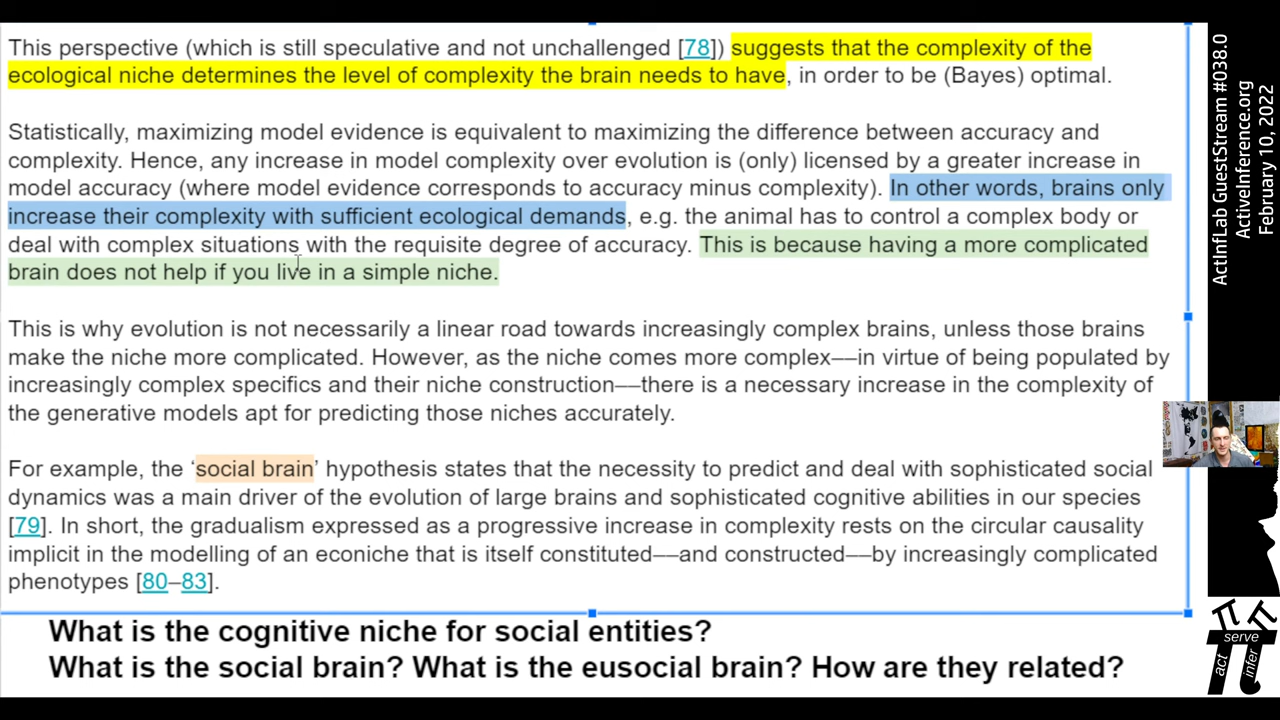 This perspective (which is still speculative and not unchallenged [78]) suggests that the complexity of the
ecological niche determines the level of complexity the brain needs to have, in order to be (Bayes) optimal.
Statistically, maximizing model evidence is equivalent to maximizing the difference between accuracy and
complexity. Hence, any increase in model complexity over evolution is (only) licensed by a greater increase in
model accuracy (where model evidence corresponds to accuracy minus complexity). In other words, brains only
increase their complexity with sufficient ecological demands, e.g. the animal has to control a complex body or
deal with complex situations with the requisite degree of accuracy. This is because having a more complicated
brain does not help if you live in a simple niche.
This is why evolution is not necessarily a linear road towards increasingly complex brains, unless those brains
make the niche more complicated. However, as the niche comes more complex––in virtue of being populated by
increasingly complex specifics and their niche construction––there is a necessary increase in the complexity of
the generative models apt for predicting those niches accurately.
For example, the ‘social brain’ hypothesis states that the necessity to predict and deal with sophisticated social
dynamics was a main driver of the evolution of large brains and sophisticated cognitive abilities in our species
[79]. In short, the gradualism expressed as a progressive increase in complexity rests on the circular causality
implicit in the modelling of an econiche that is itself constituted––and constructed––by increasingly complicated
phenotypes [80–83].
What is the cognitive niche for social entities?
What is the social brain? What is the eusocial brain? How are they related?
ActInfLab GuestStream #038.0
ActiveInference.org
February 10, 2022
serve
act
infer